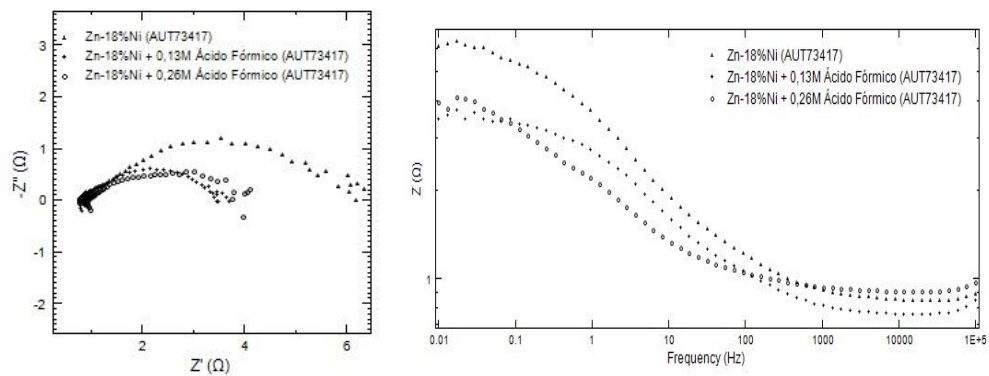 3
2
1
0
-1
-2
-Z" (Ω)
2
4
6
Z' (Ω)
Zn-18%Ni (AUT73417)
Zn-18%Ni + 0,13M Ácido Fórmico (AUT73417)
Zn-18%Ni + 0,26M Ácido Fórmico (AUT73417)
Z (Ω)
2
1
0.01
0.1
1
10
100
1000
10000
1E+5
Frequency (Hz)
Zn-18%Ni (AUT73417)
Zn-18%Ni + 0,13M Ácido Fórmico (AUT73417)
Zn-18%Ni + 0,26M Ácido Fórmico (AUT73417)